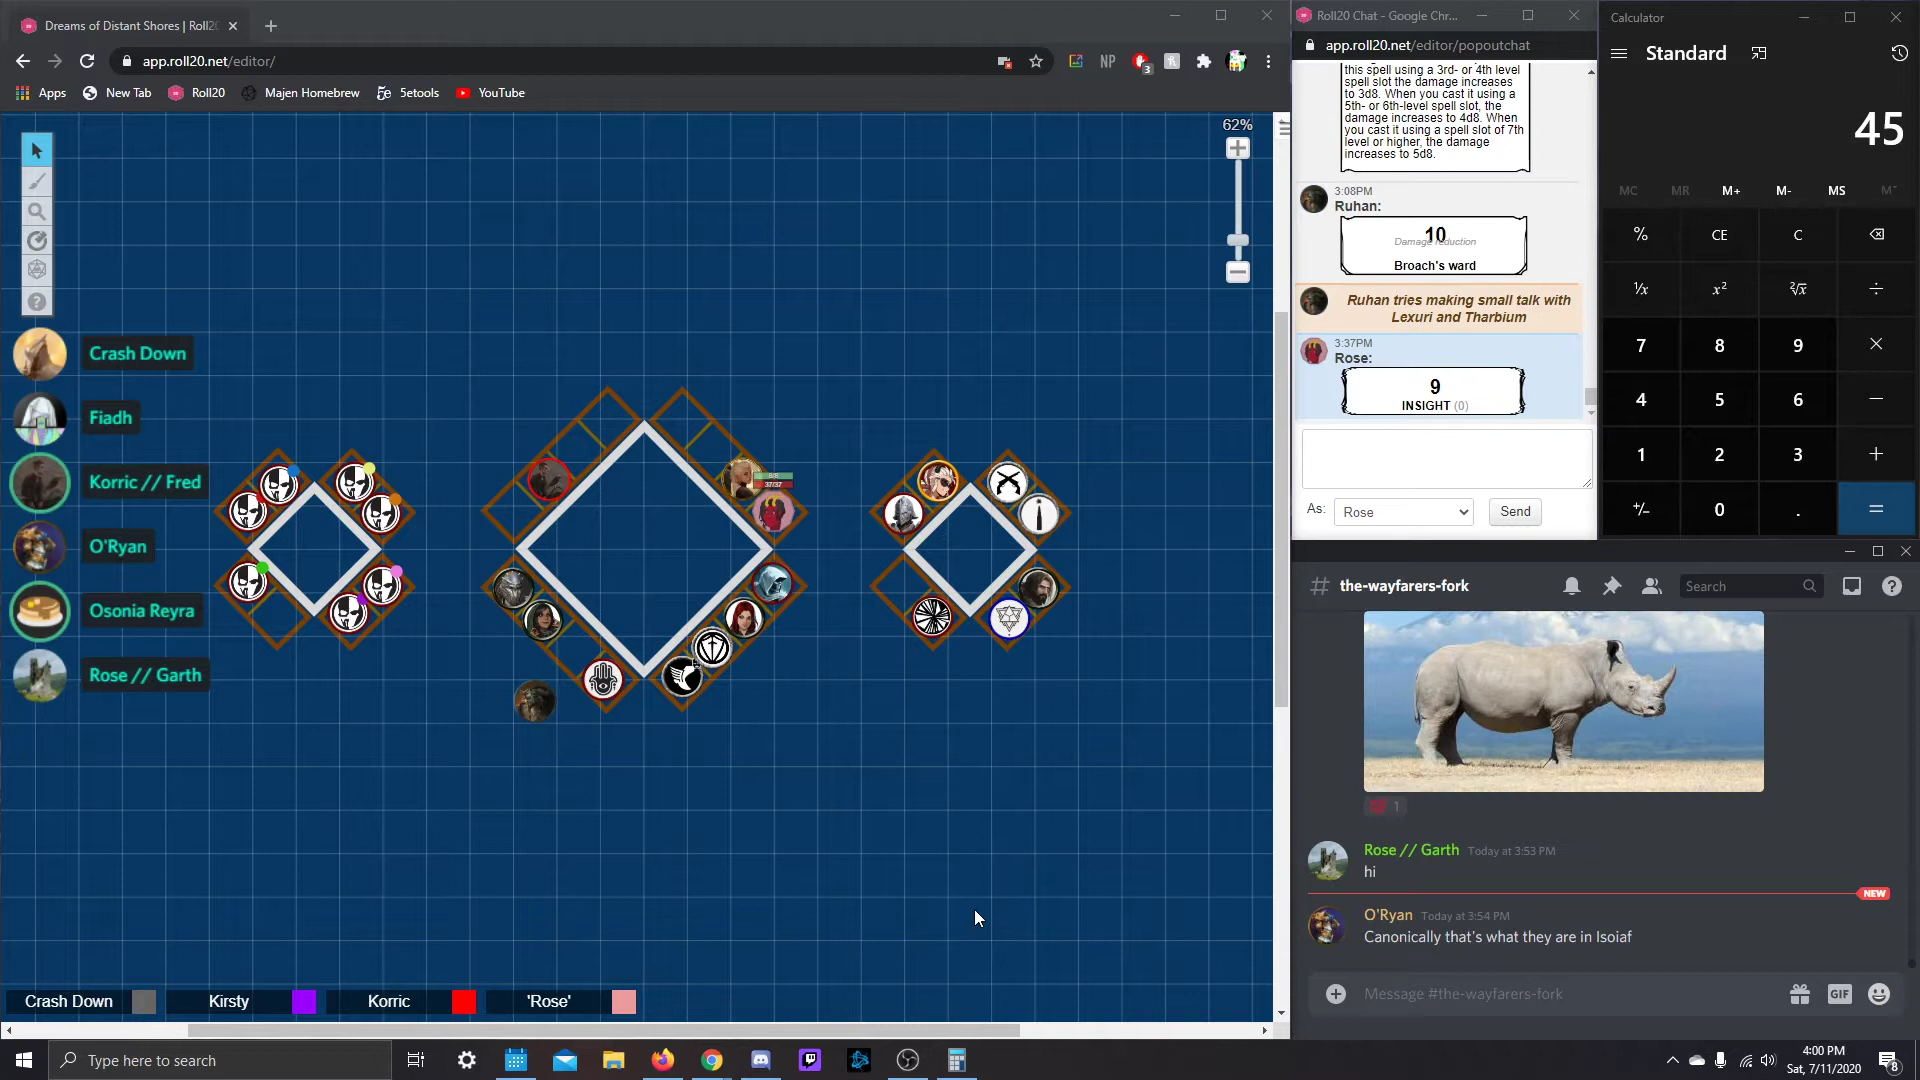 Dreams of Distant Shores | Roll20
app.roll20.net/editor/
NP
3
Apps
New Tab
Roll20
Majen Homebrew
5etools
YouTube
62%
Crash Down
Fiadh
Korric // Fred
O'Ryan
Osonia Reyra
Rose // Garth
8/8
37/37
Crash Down
Kirsty
Korric
'Rose'
Roll20 Chat - Google Chr...
app.roll20.net/editor/popoutchat
this spell using a 3rd- or 4th level
spell slot the damage increases
to 3d8. When you cast it using a
5th- or 6th-level spell slot, the
damage increases to 4d8. When
you cast it using a spell slot of 7th
level or higher, the damage
increases to 5d8.
3:08PM
Ruhan:
10
Damage reduction
Broach's ward
Ruhan tries making small talk with
Lexuri and Tharbium
3:37PM
Rose:
9
INSIGHT (0)
As:
Rose
Send
Calculator
Standard
45
MC MR M+ M- MS M˅
% CE C
¹/x x² ²√x ÷
7 8 9 ×
4 5 6 −
1 2 3 +
+/- 0 . =
# the-wayfarers-fork
Search
1
Rose // Garth Today at 3:53 PM
hi
NEW
O'Ryan Today at 3:54 PM
Canonically that's what they are in Isoiaf
Message #the-wayfarers-fork
GIF
Type here to search
4:00 PM
Sat, 7/11/2020
8